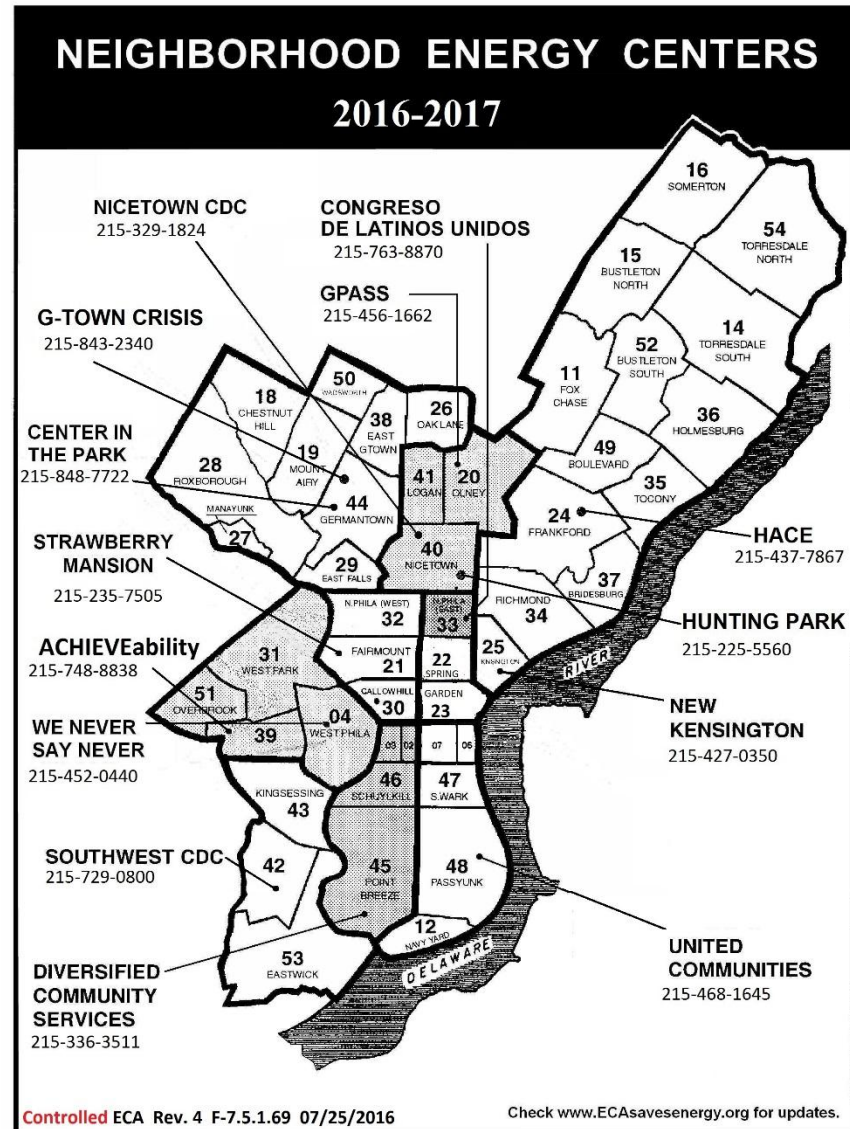 NEIGHBORHOOD ENERGY CENTERS
2016-2017
NICETOWN CDC
215-329-1824
CONGRESO
DE LATINOS UNIDOS
215-763-8870
GPASS
215-456-1662
G-TOWN CRISIS
215-843-2340
CENTER IN
THE PARK
215-848-7722
STRAWBERRY
MANSION
215-235-7505
ACHIEVEability
215-748-8838
WE NEVER
SAY NEVER
215-452-0440
SOUTHWEST CDC
215-729-0800
DIVERSIFIED
COMMUNITY
SERVICES
215-336-3511
HACE
215-437-7867
HUNTING PARK
215-225-5560
NEW
KENSINGTON
215-427-0350
UNITED
COMMUNITIES
215-468-1645
16
SOMERTON
54
TORRESDALE
NORTH
15
BUSTLETON
NORTH
14
TORRESDALE
SOUTH
52
BUSTLETON
SOUTH
11
FOX
CHASE
36
HOLMESBURG
49
BOULEVARD
35
TOCONY
24
FRANKFORD
37
BRIDESBURG
RICHMOND
34
25
KNSINGTON
50
WADSWORTH
18
CHESTNUT
HILL
38
EAST
GTOWN
26
OAK LANE
19
MOUNT
AIRY
28
ROXBOROUGH
MANAYUNK
27
44
GERMANTOWN
29
EAST FALLS
41
LOGAN
20
OLNEY
40
NICETOWN
N.PHILA (WEST)
32
N.PHILA
(EAST)
33
FAIRMOUNT
21
22
SPRING
GARDEN
23
CALLOWHILL
30
31
WEST PARK
51
OVERBROOK
39
04
WEST PHILA
03
02
07
06
46
SCHUYLKILL
47
S.WARK
KINGSESSING
43
42
45
POINT
BREEZE
48
PASSYUNK
12
NAVY YARD
53
EASTWICK
RIVER
DELAWARE
Controlled ECA Rev. 4 F-7.5.1.69 07/25/2016
Check www.ECAsavesenergy.org for updates.